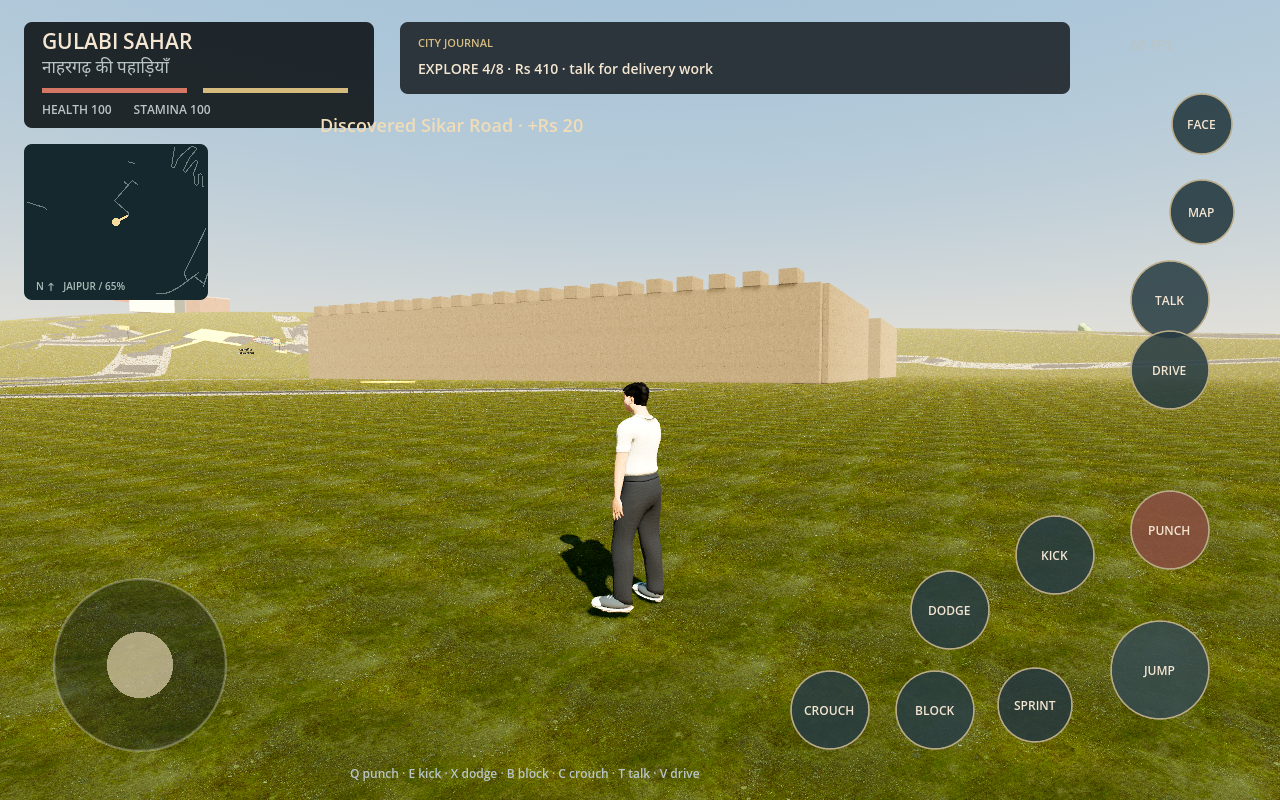 GULABI SAHAR
नाहरगढ़ की पहाड़ियाँ
HEALTH 100 STAMINA 100
CITY JOURNAL
EXPLORE 4/8 · Rs 410 · talk for delivery work
Discovered Sikar Road · +Rs 20
N ↑ JAIPUR / 65%
FACE
MAP
TALK
DRIVE
PUNCH
KICK
DODGE
JUMP
CROUCH
BLOCK
SPRINT
Q punch · E kick · X dodge · B block · C crouch · T talk · V drive